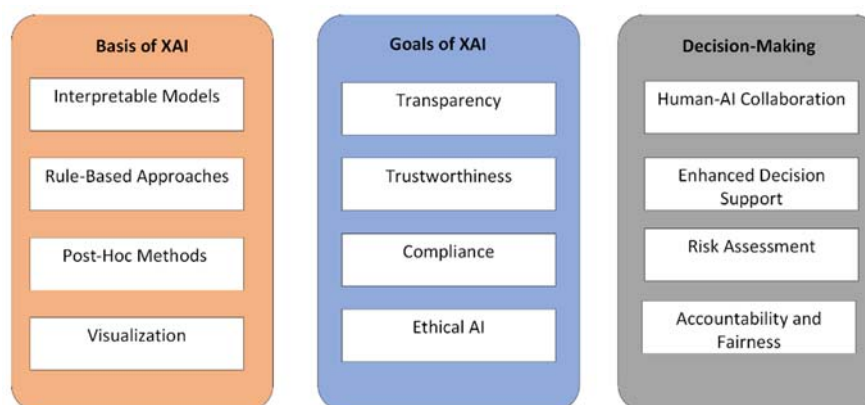 Basis of XAI
Interpretable Models
Rule-Based Approaches
Post-Hoc Methods
Visualization
Goals of XAI
Transparency
Trustworthiness
Compliance
Ethical AI
Decision-Making
Human-AI Collaboration
Enhanced Decision
Support
Risk Assessment
Accountability and
Fairness